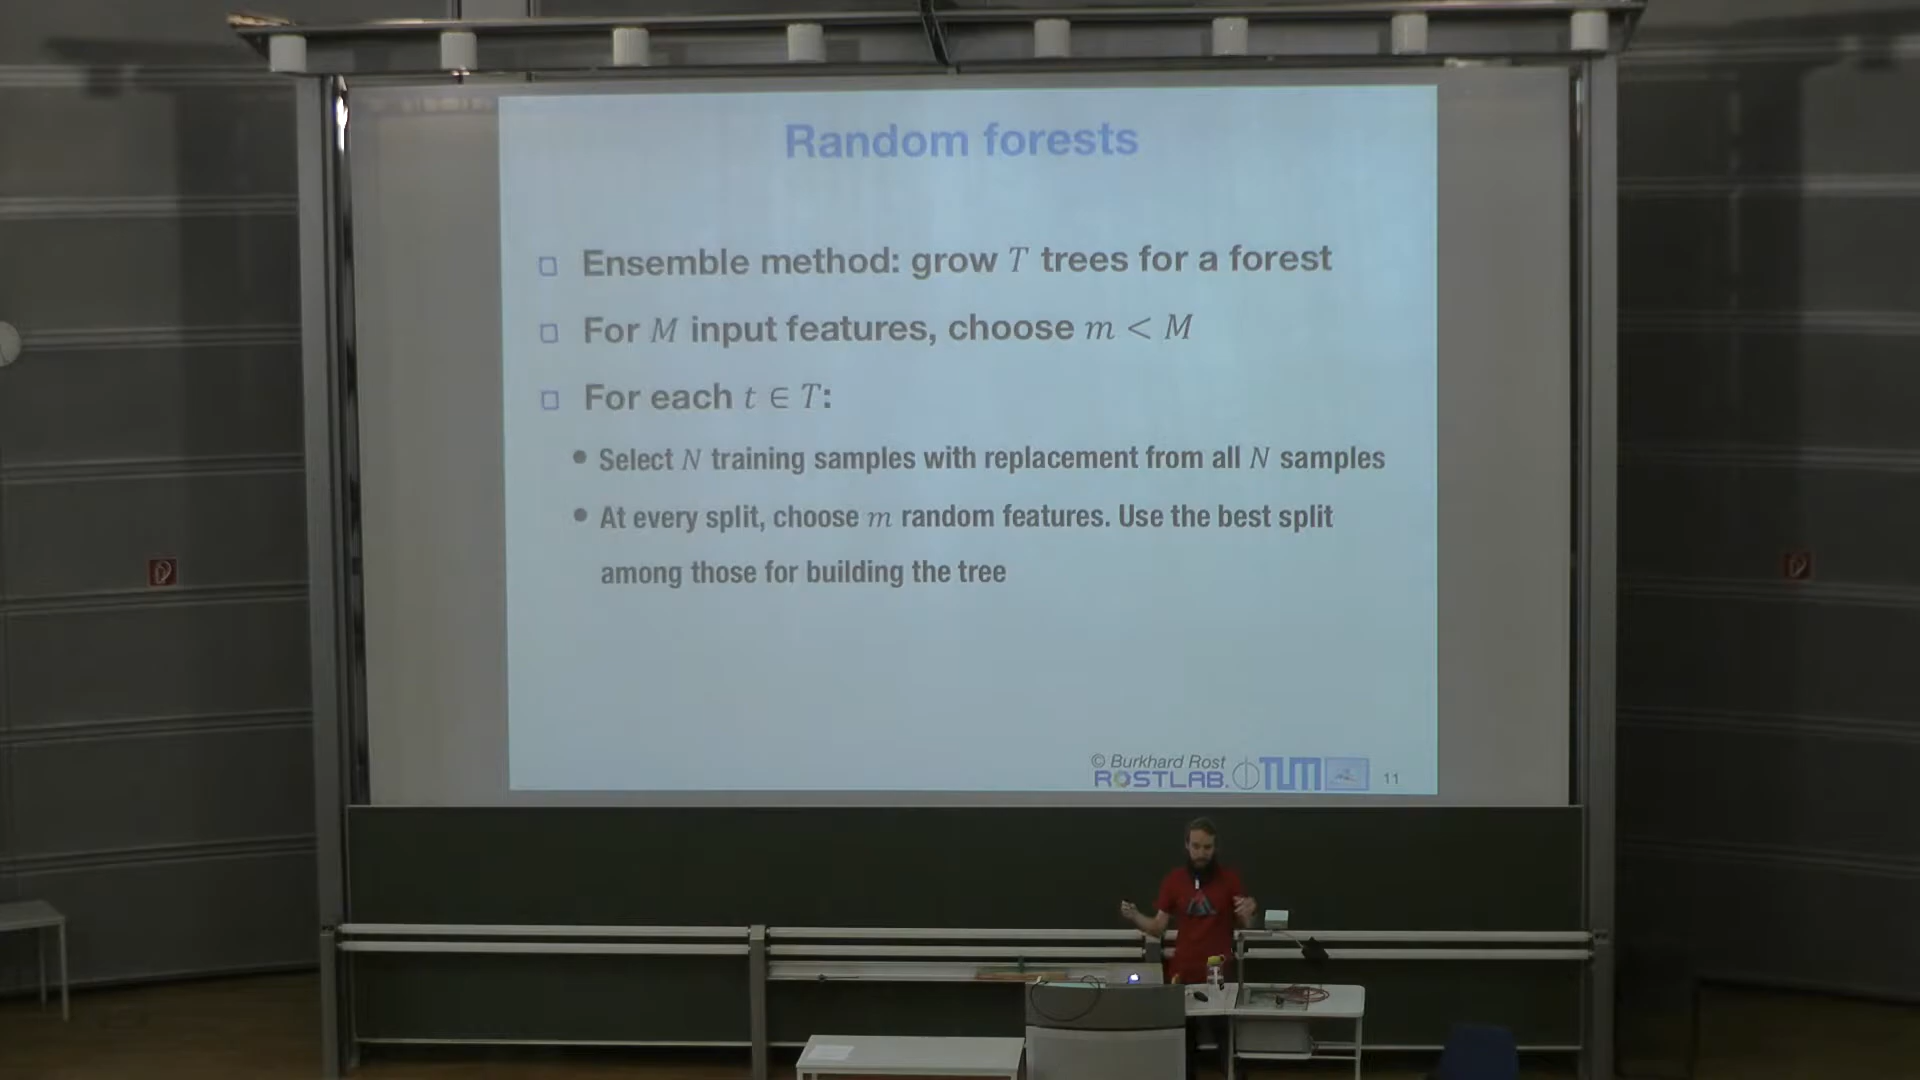 Random forests
Ensemble method: grow T trees for a forest
For M input features, choose m < M
For each t ∈ T:
Select N training samples with replacement from all N samples
At every split, choose m random features. Use the best split
among those for building the tree
© Burkhard Rost
ROSTLAB.
TUM
11